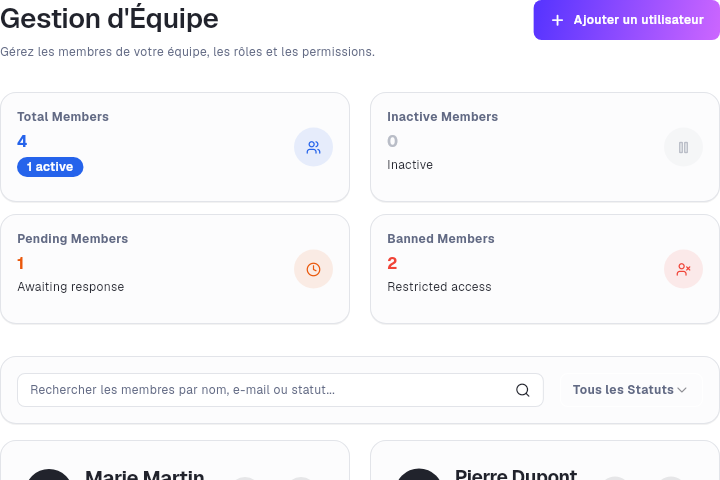 Gestion d'Équipe
Ajouter un utilisateur
Gérez les membres de votre équipe, les rôles et les permissions.
Total Members
4
1 active
Inactive Members
0
Inactive
Pending Members
1
Awaiting response
Banned Members
2
Restricted access
Rechercher les membres par nom, e-mail ou statut...
Tous les Statuts
Marie Martin
Pierre Dupont